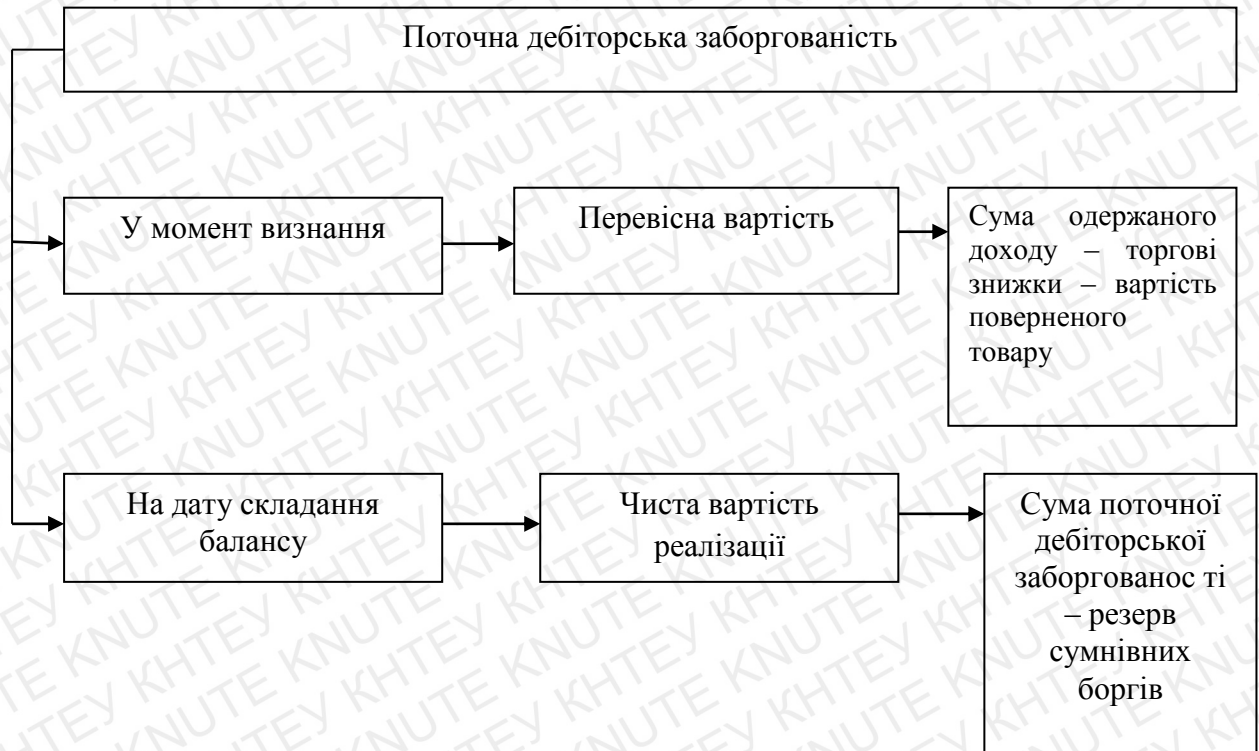 Поточна дебіторська заборгованість
У момент визнання
Перевісна вартість
Сума одержаного
доходу – торгові
знижки – вартість
поверненого
товару
На дату складання
балансу
Чиста вартість
реалізації
Сума поточної
дебіторської
заборгованос ті
– резерв
сумнівних
боргів